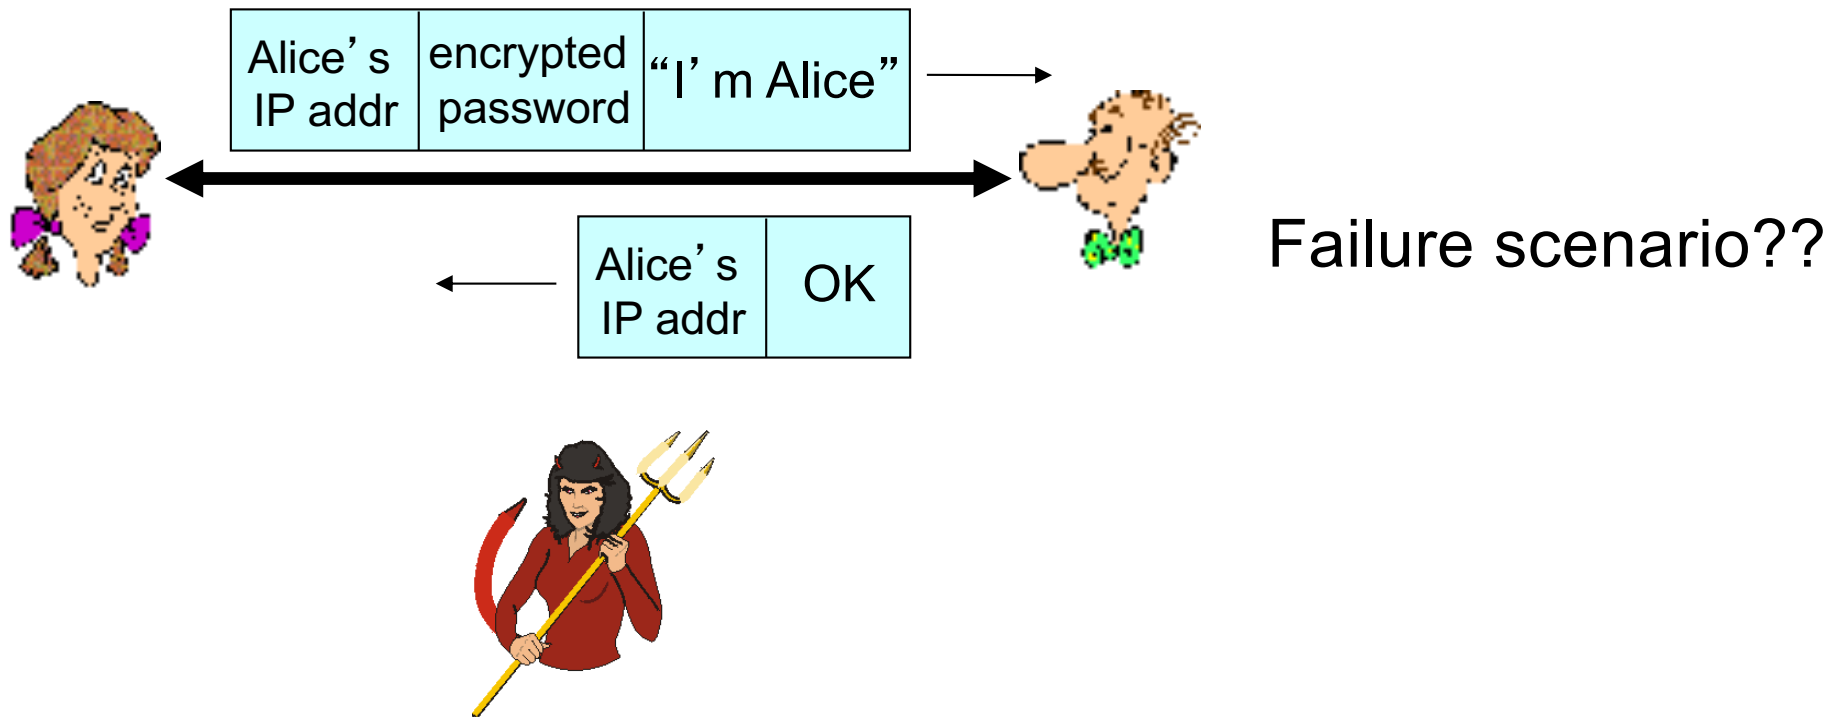 Alice’s
IP addr
encrypted
password
“I’m Alice”
Alice’s
IP addr
OK
Failure scenario??